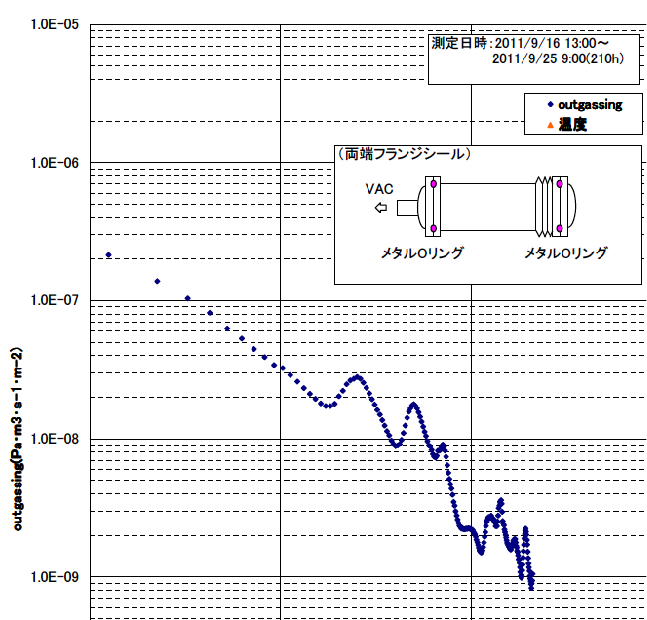 1.0E-05
測定日時：2011/9/16 13:00～
2011/9/25 9:00(210h)
outgassing
温度
1.0E-06
(両端フランジシール)
VAC
メタルOリング メタルOリング
1.0E-07
outgassing(Pa・m3・s-1・m-2)
1.0E-08
1.0E-09